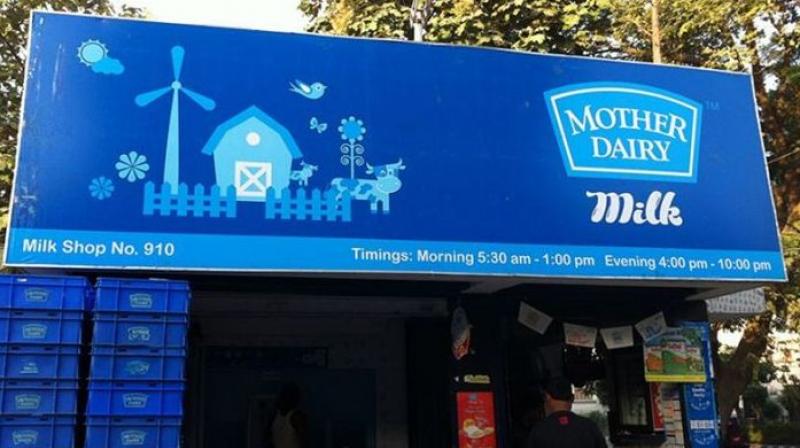 MOTHER
DAIRY
TM
Milk
Milk Shop No. 910
Timings: Morning 5:30 am - 1:00 pm Evening 4:00 pm - 10:00 pm